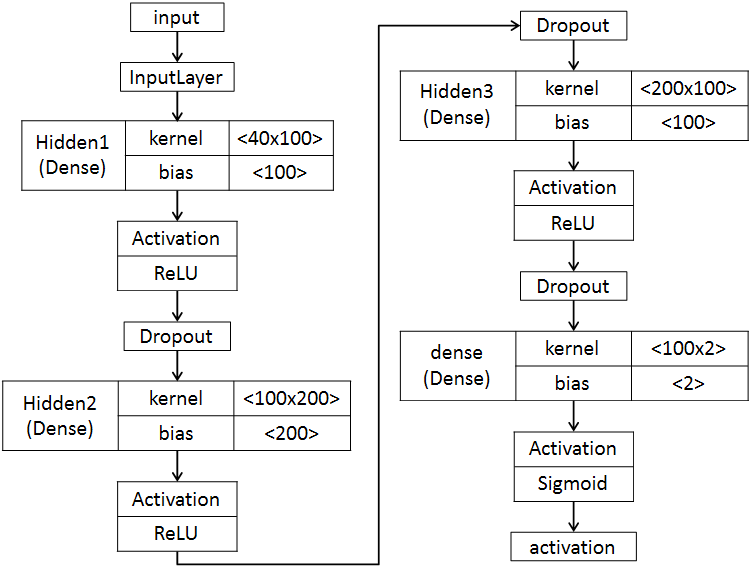 input
InputLayer
Hidden1
(Dense)
kernel
<40x100>
bias
<100>
Activation
ReLU
Dropout
Hidden2
(Dense)
kernel
<100x200>
bias
<200>
Activation
ReLU
Dropout
Hidden3
(Dense)
kernel
<200x100>
bias
<100>
Activation
ReLU
Dropout
dense
(Dense)
kernel
<100x2>
bias
<2>
Activation
Sigmoid
activation